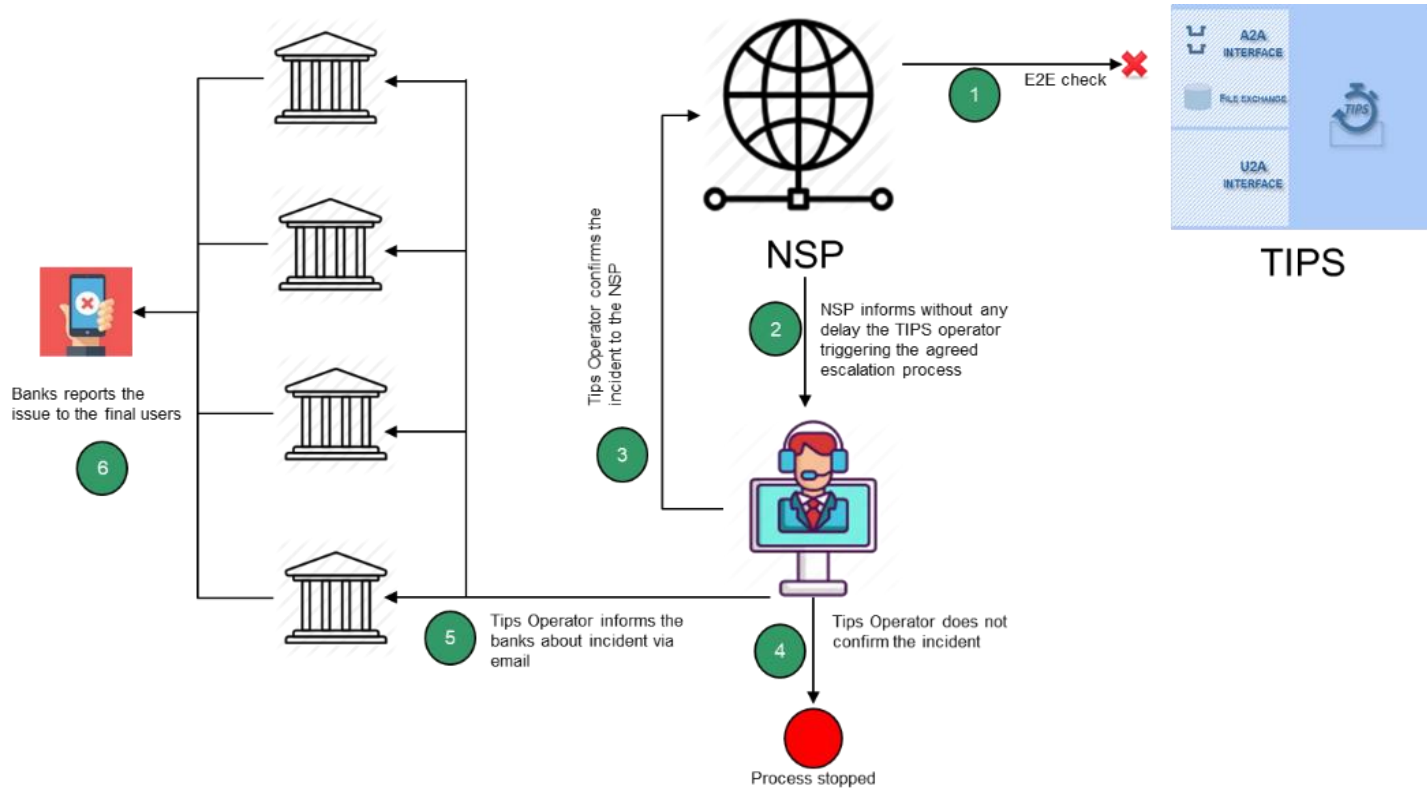 1
E2E check
A2A
INTERFACE
FILE EXCHANGE
TIPS
U2A
INTERFACE
TIPS
NSP
Tips Operator confirms the
incident to the NSP
2
NSP informs without any
delay the TIPS operator
triggering the agreed
escalation process
3
Banks reports the
issue to the final users
6
5
Tips Operator informs the
banks about incident via
email
4
Tips Operator does not
confirm the incident
Process stopped